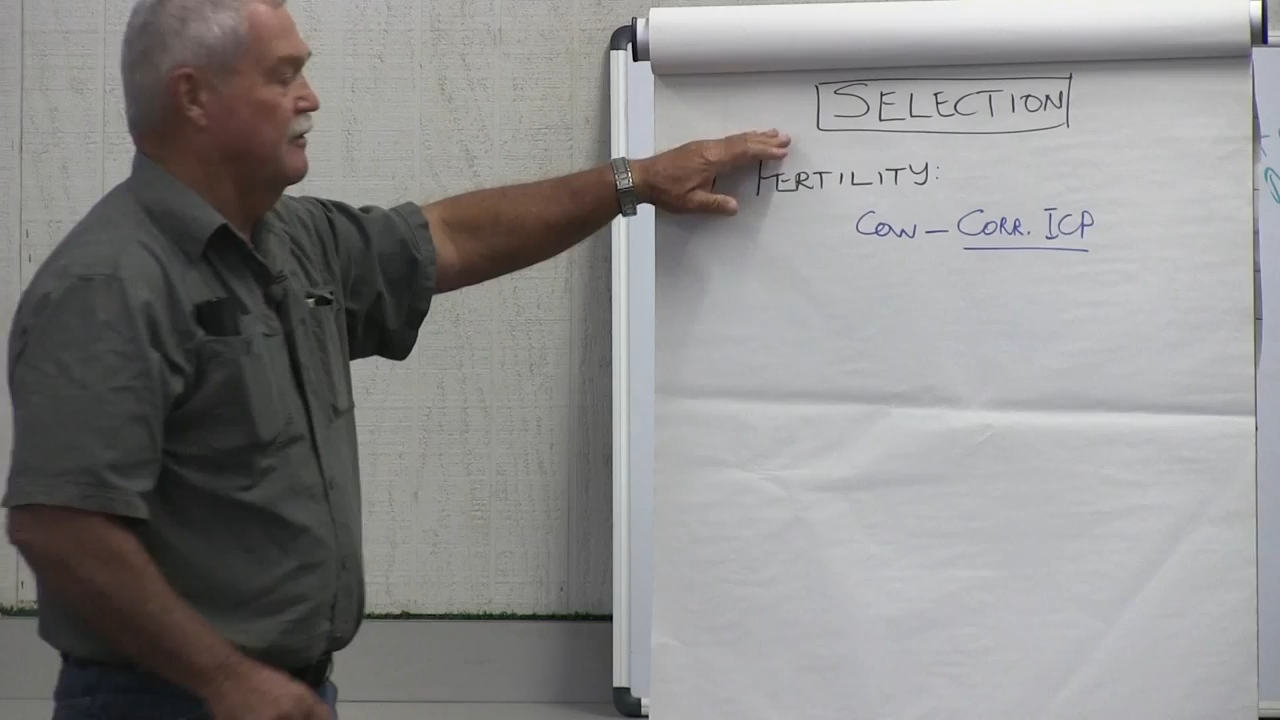 SELECTION
FERTILITY:
COW – CORR. ICP